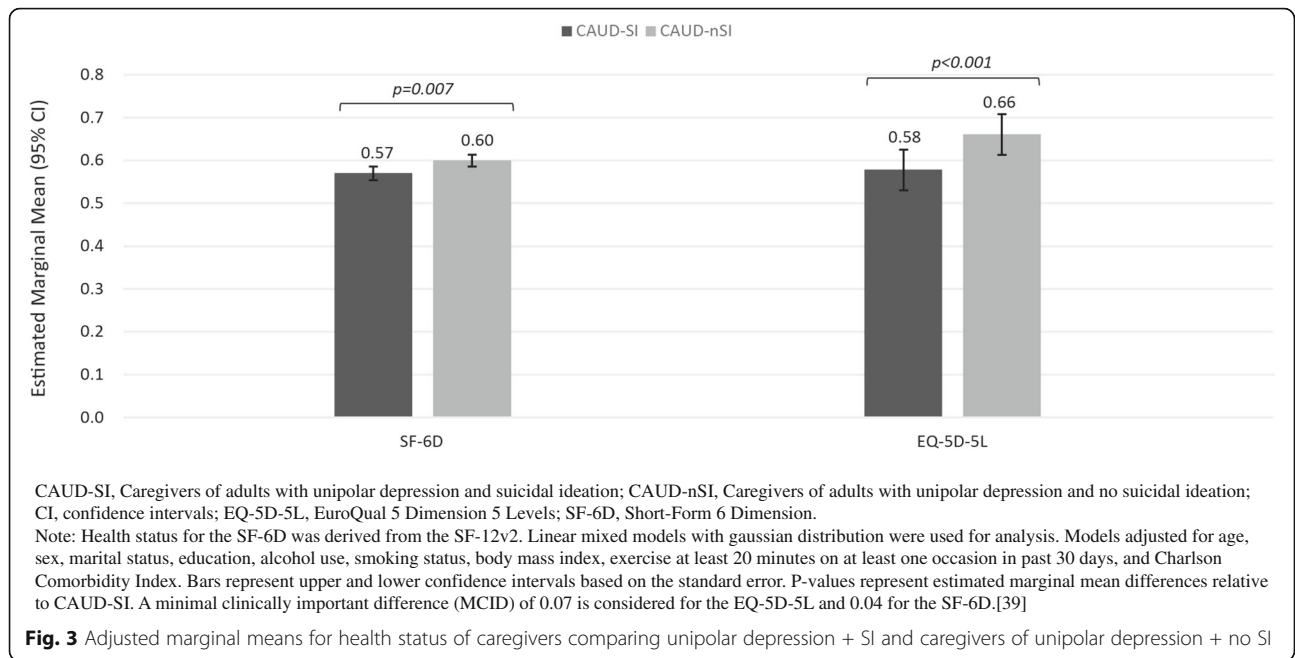 CAUD-SI CAUD-nSI
Estimated Marginal Mean (95% CI)
0.8
0.7
0.6
0.5
0.4
0.3
0.2
0.1
0.0
p=0.007
0.57
0.60
p<0.001
0.58
0.66
SF-6D
EQ-5D-5L
CAUD-SI, Caregivers of adults with unipolar depression and suicidal ideation; CAUD-nSI, Caregivers of adults with unipolar depression and no suicidal ideation;
CI, confidence intervals; EQ-5D-5L, EuroQual 5 Dimension 5 Levels; SF-6D, Short-Form 6 Dimension.
Note: Health status for the SF-6D was derived from the SF-12v2. Linear mixed models with gaussian distribution were used for analysis. Models adjusted for age,
sex, marital status, education, alcohol use, smoking status, body mass index, exercise at least 20 minutes on at least one occasion in past 30 days, and Charlson
Comorbidity Index. Bars represent upper and lower confidence intervals based on the standard error. P-values represent estimated marginal mean differences relative
to CAUD-SI. A minimal clinically important difference (MCID) of 0.07 is considered for the EQ-5D-5L and 0.04 for the SF-6D.[39]
Fig. 3 Adjusted marginal means for health status of caregivers comparing unipolar depression + SI and caregivers of unipolar depression + no SI